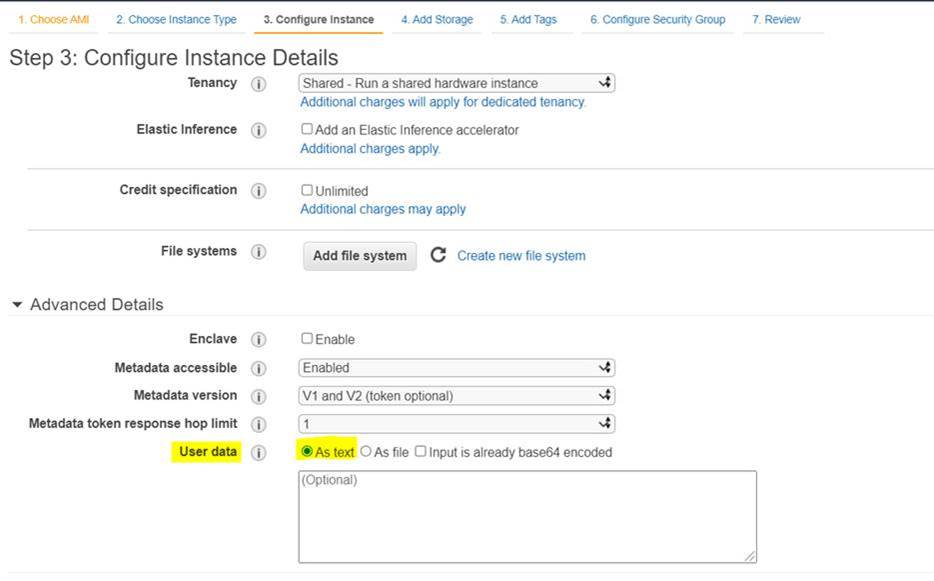 1. Choose AMI 2. Choose Instance Type 3. Configure Instance 4. Add Storage 5. Add Tags 6. Configure Security Group 7. Review
Step 3: Configure Instance Details
Tenancy Shared - Run a shared hardware instance
Additional charges will apply for dedicated tenancy.
Elastic Inference Add an Elastic Inference accelerator
Additional charges apply.
Credit specification Unlimited
Additional charges may apply
File systems Add file system Create new file system
Advanced Details
Enclave Enable
Metadata accessible Enabled
Metadata version V1 and V2 (token optional)
Metadata token response hop limit 1
User data As text As file Input is already base64 encoded
(Optional)